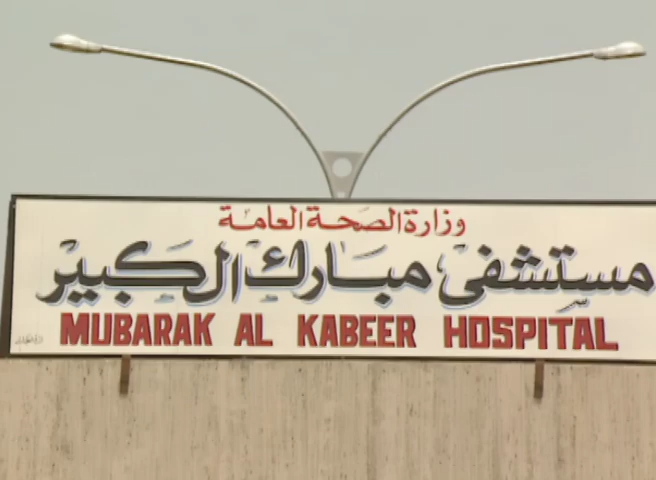 وزارة الصحة العامة
مستشفى مبارك الكبير
MUBARAK AL KABEER HOSPITAL